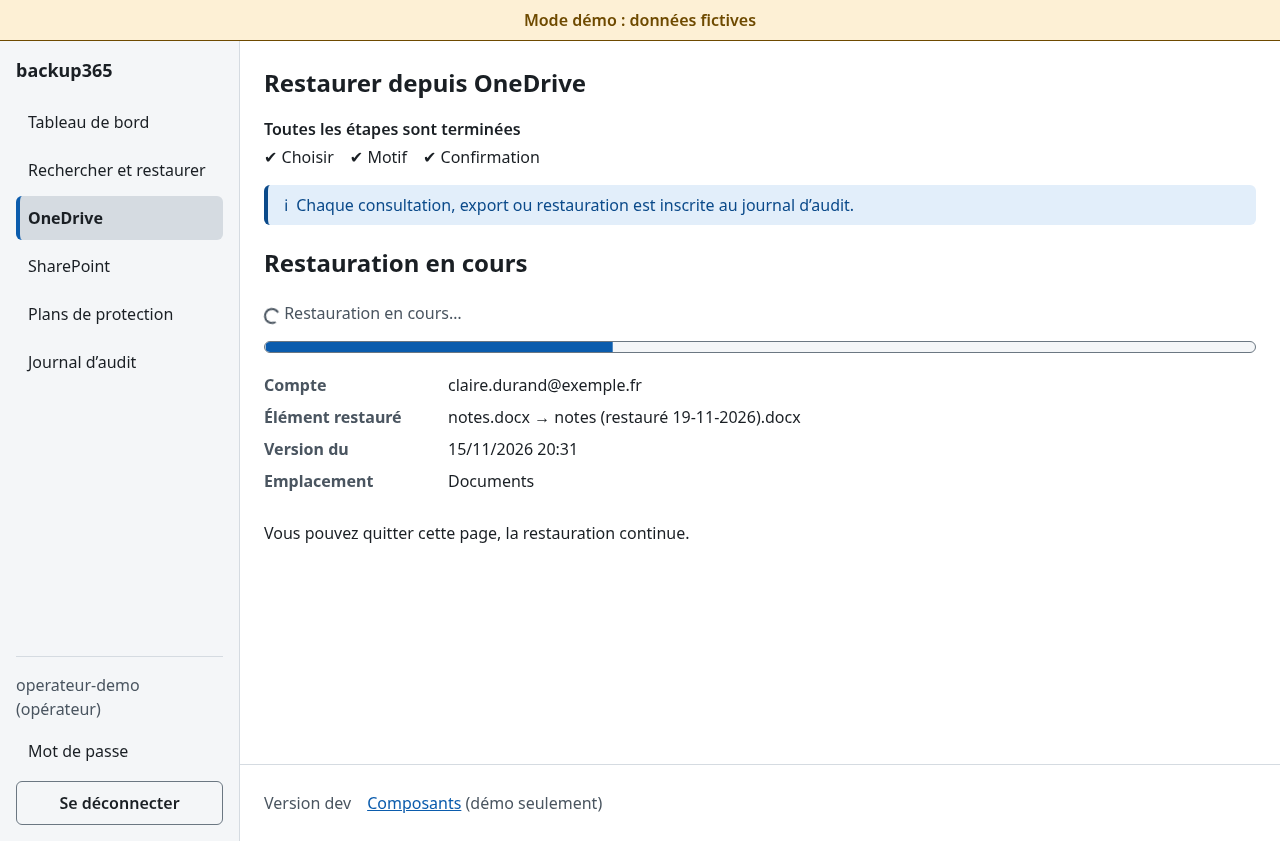 Mode démo : données fictives
backup365
Tableau de bord
Rechercher et restaurer
OneDrive
SharePoint
Plans de protection
Journal d’audit
operateur-demo
(opérateur)
Mot de passe
Se déconnecter
Restaurer depuis OneDrive
Toutes les étapes sont terminées
✔ Choisir ✔ Motif ✔ Confirmation
i Chaque consultation, export ou restauration est inscrite au journal d’audit.
Restauration en cours
Restauration en cours…
Compte claire.durand@exemple.fr
Élément restauré notes.docx → notes (restauré 19-11-2026).docx
Version du 15/11/2026 20:31
Emplacement Documents
Vous pouvez quitter cette page, la restauration continue.
Version dev Composants (démo seulement)